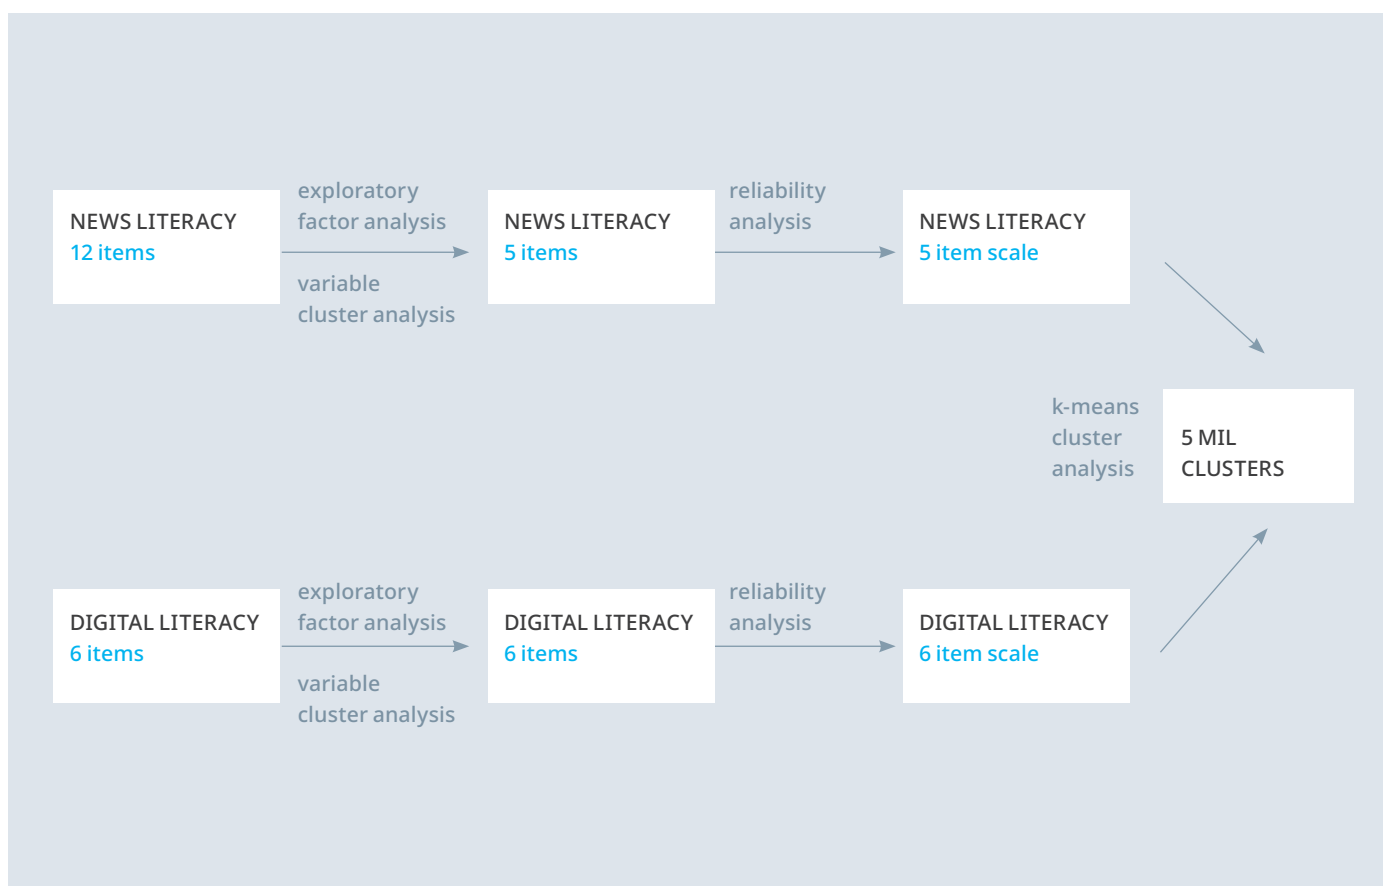 NEWS LITERACY
12 items
exploratory
factor analysis
variable
cluster analysis
NEWS LITERACY
5 items
reliability
analysis
NEWS LITERACY
5 item scale
k-means
cluster
analysis
5 MIL
CLUSTERS
DIGITAL LITERACY
6 items
exploratory
factor analysis
variable
cluster analysis
DIGITAL LITERACY
6 items
reliability
analysis
DIGITAL LITERACY
6 item scale